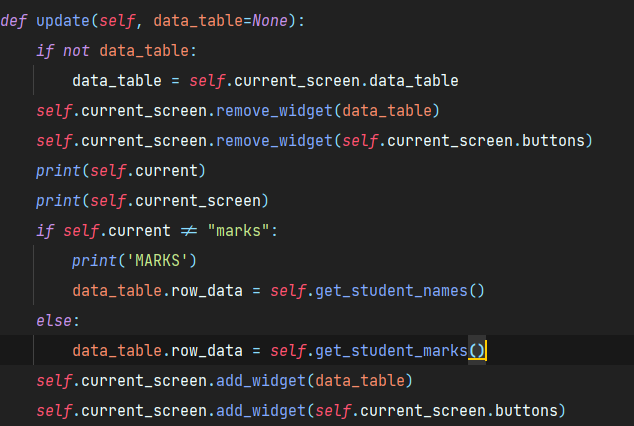 def update(self, data_table=None):
    if not data_table:
        data_table = self.current_screen.data_table
    self.current_screen.remove_widget(data_table)
    self.current_screen.remove_widget(self.current_screen.buttons)
    print(self.current)
    print(self.current_screen)
    if self.current ≠ "marks":
        print('MARKS')
        data_table.row_data = self.get_student_names()
    else:
        data_table.row_data = self.get_student_marks()
    self.current_screen.add_widget(data_table)
    self.current_screen.add_widget(self.current_screen.buttons)